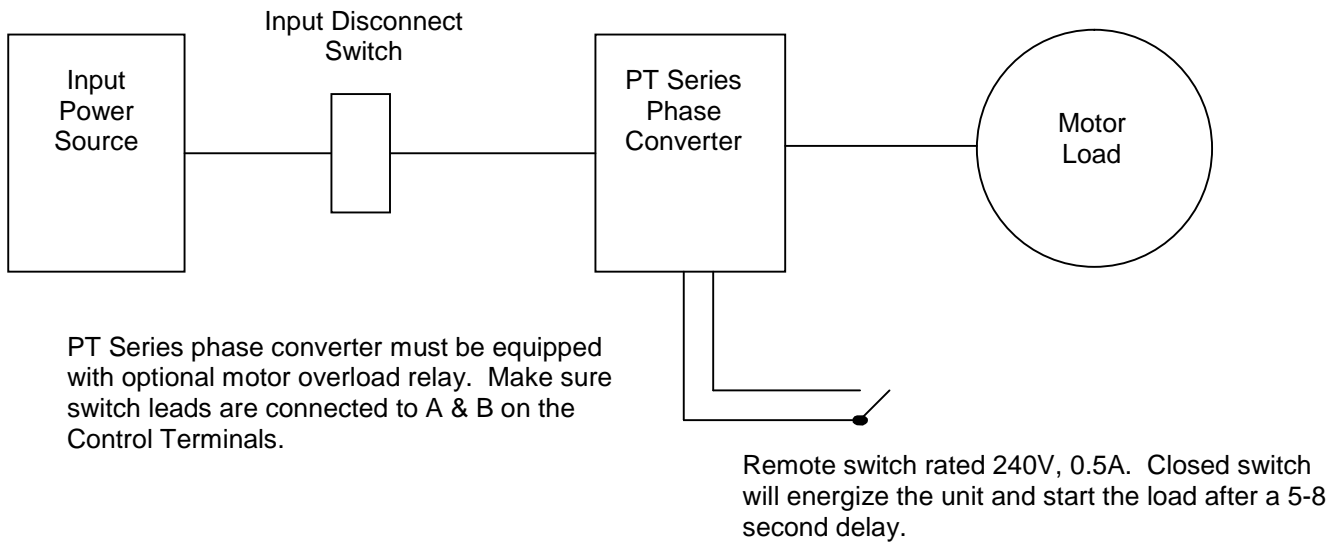 Input Disconnect
Switch
Input
Power
Source
PT Series
Phase
Converter
Motor
Load
PT Series phase converter must be equipped
with optional motor overload relay.  Make sure
switch leads are connected to A & B on the
Control Terminals.
Remote switch rated 240V, 0.5A.  Closed switch
will energize the unit and start the load after a 5-8
second delay.